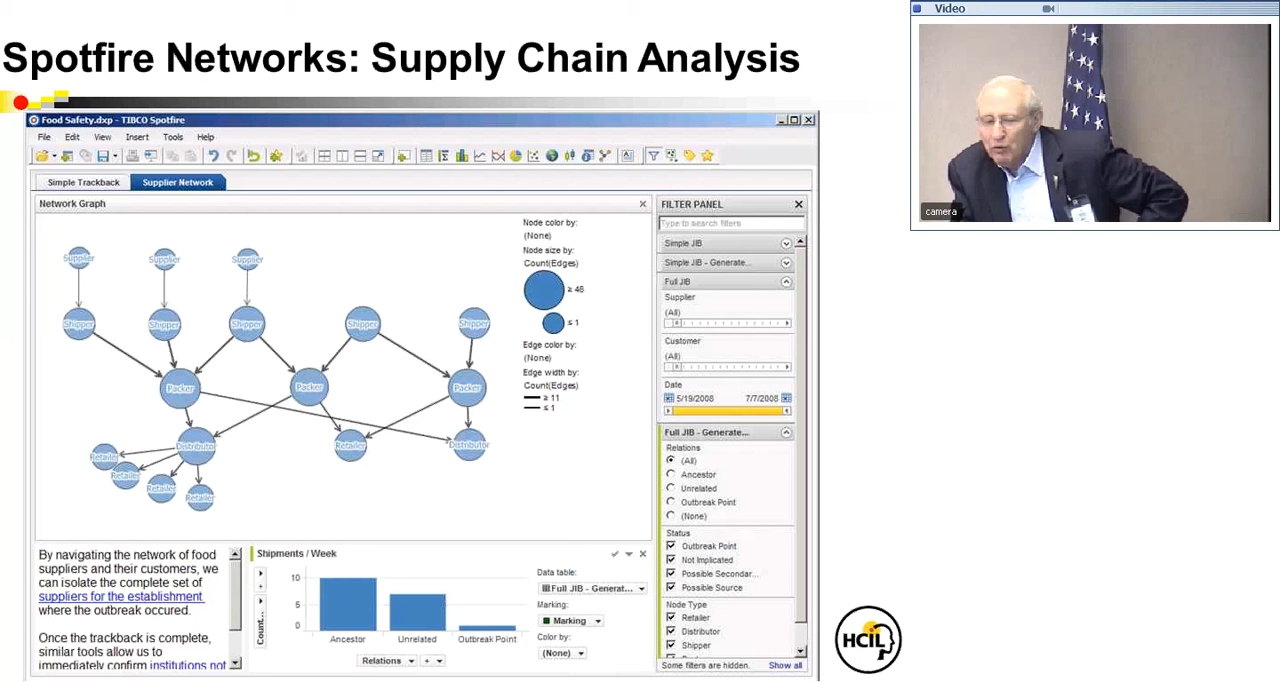 Spotfire Networks: Supply Chain Analysis
Video
camera
Food Safety.dxp - TIBCO Spotfire
File Edit View Insert Tools Help
Simple Trackback Supplier Network
Network Graph
Supplier Supplier Supplier
Shipper Shipper Shipper Shipper Shipper
Packer Packer Packer
Distributor Retailer Distributor
Retailer
Retailer
Retailer
Retailer
Node color by:
(None)
Node size by:
Count(Edges)
≥ 46
≤ 1
Edge color by:
(None)
Edge width by:
Count(Edges)
≥ 11
≤ 1
FILTER PANEL
Type to search filters
Simple JIB
Simple JIB - Generate...
Full JIB
Supplier
(All)
Customer
(All)
Date
5/19/2008 7/7/2008
Full JIB - Generate...
Relations
(All)
Ancestor
Unrelated
Outbreak Point
(None)
Status
Outbreak Point
Not Implicated
Possible Secondar...
Possible Source
Node Type
Retailer
Distributor
Shipper
Some filters are hidden. Show all
By navigating the network of food
suppliers and their customers, we
can isolate the complete set of
suppliers for the establishment
where the outbreak occured.
Once the trackback is complete,
similar tools allow us to
immediately confirm institutions not
Shipments / Week
10
5
0
Count...
Ancestor Unrelated Outbreak Point
Relations +
Data table:
Full JIB - Generat...
Marking:
Marking
Color by:
(None)
HCIL